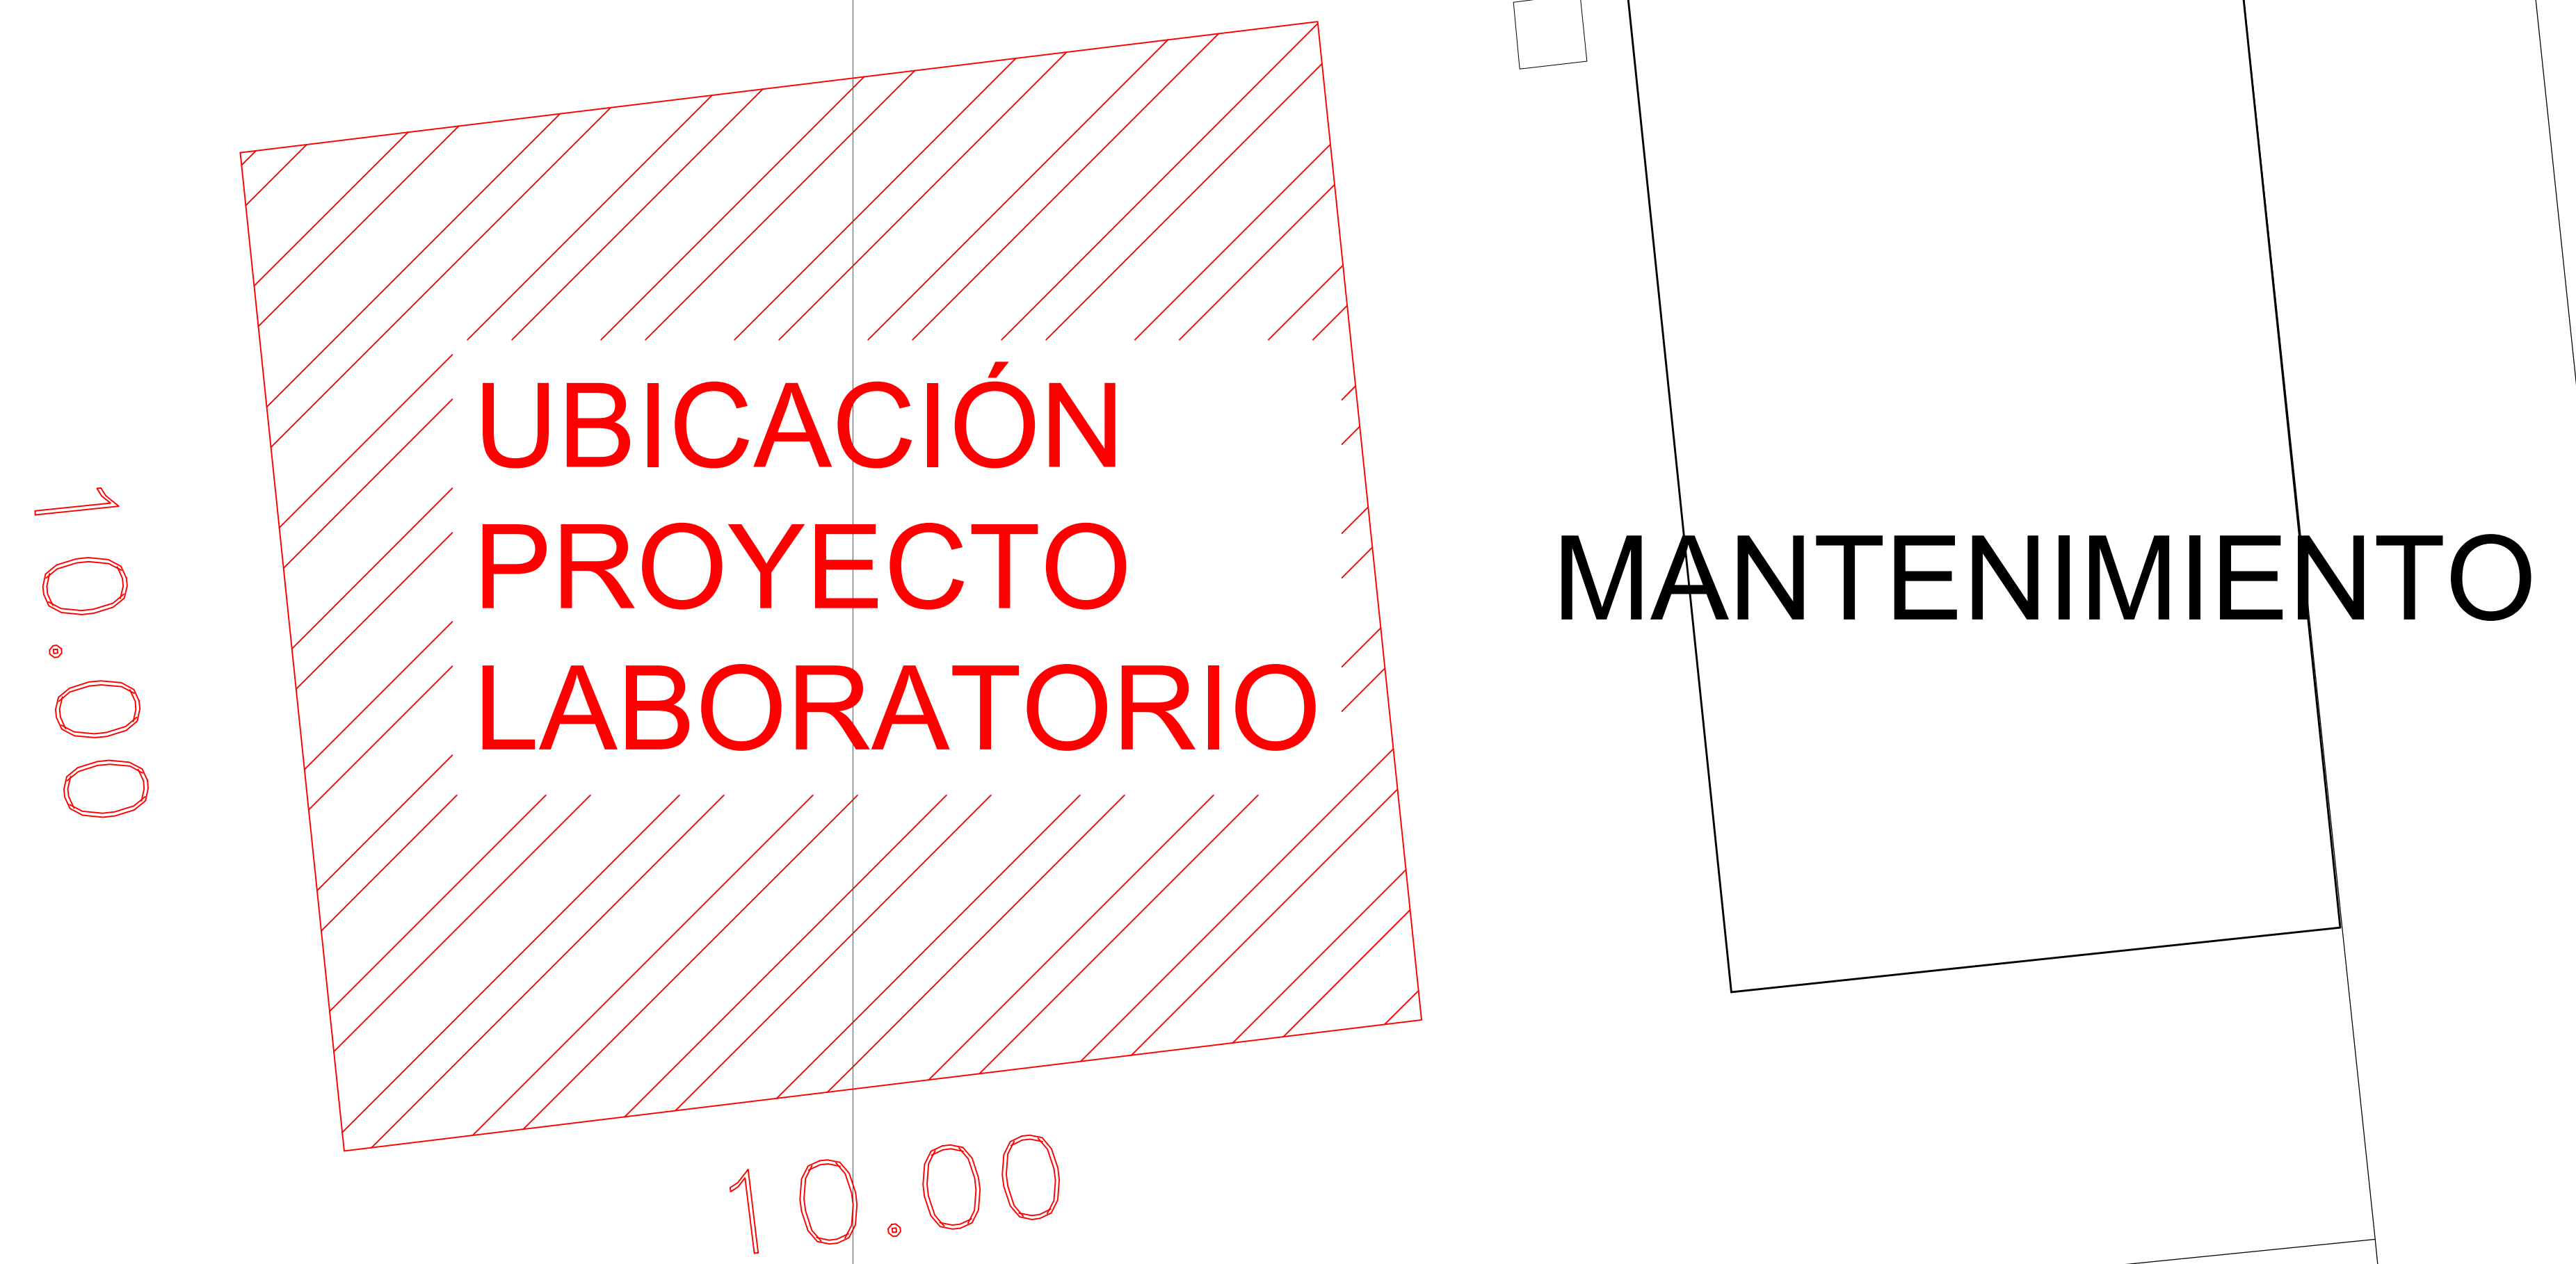 UBICACIÓN
PROYECTO
LABORATORIO
MANTENIMIENTO
10.00
10.00